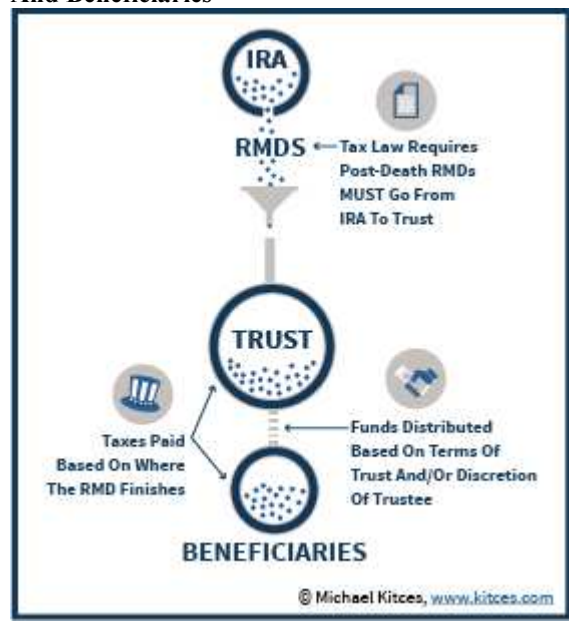 And Beneficiaries
IRA
RMDS
Tax Law Requires
Post-Death RMDs
MUST Go From
IRA To Trust
TRUST
Taxes Paid
Based On Where
The RMD Finishes
Funds Distributed
Based On Terms Of
Trust And/Or Discretion
Of Trustee
BENEFICIARIES
© Michael Kitces, www.kitces.com